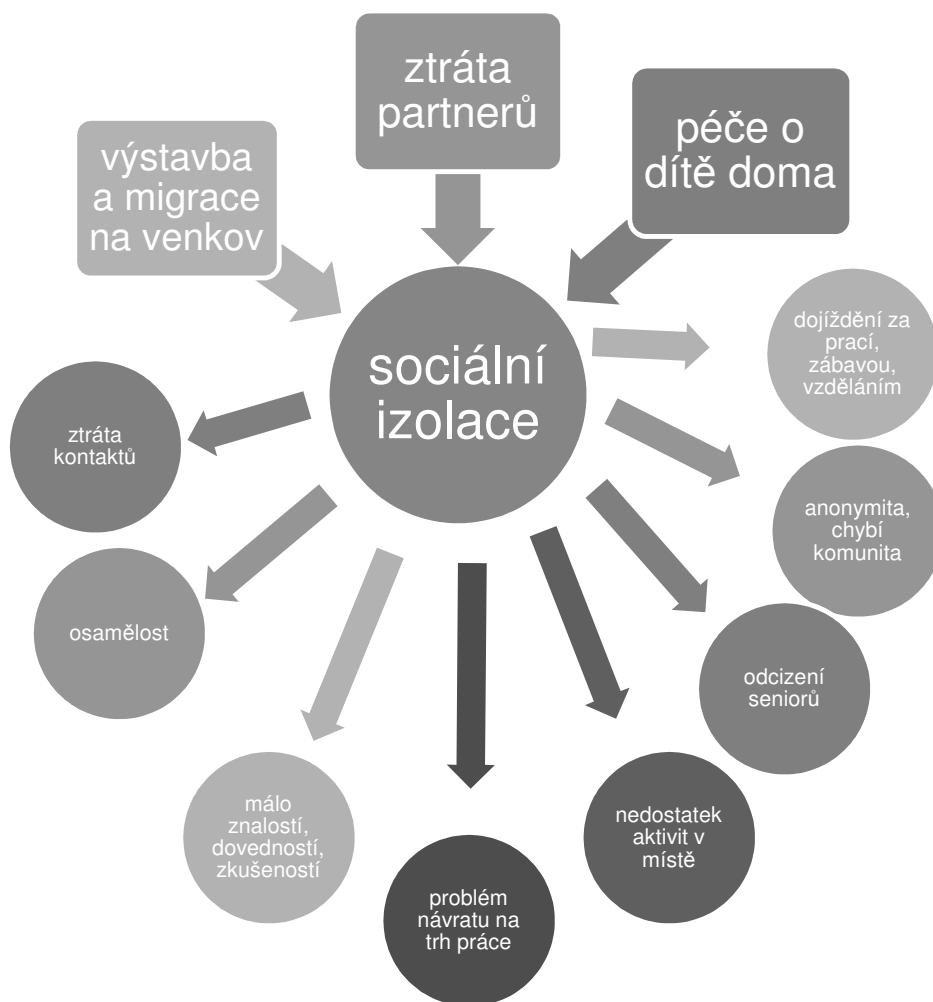 ztráta
partnerů
péče o
dítě doma
výstavba
a migrace
na venkov
sociální
izolace
dojíždění za
prací,
zábavou,
vzděláním
anonymita,
chybí
komunita
odcizení
seniorů
nedostatek
aktivit v
místě
problém
návratu na
trh práce
málo
znalostí,
dovedností,
zkušeností
osamělost
ztráta
kontaktů